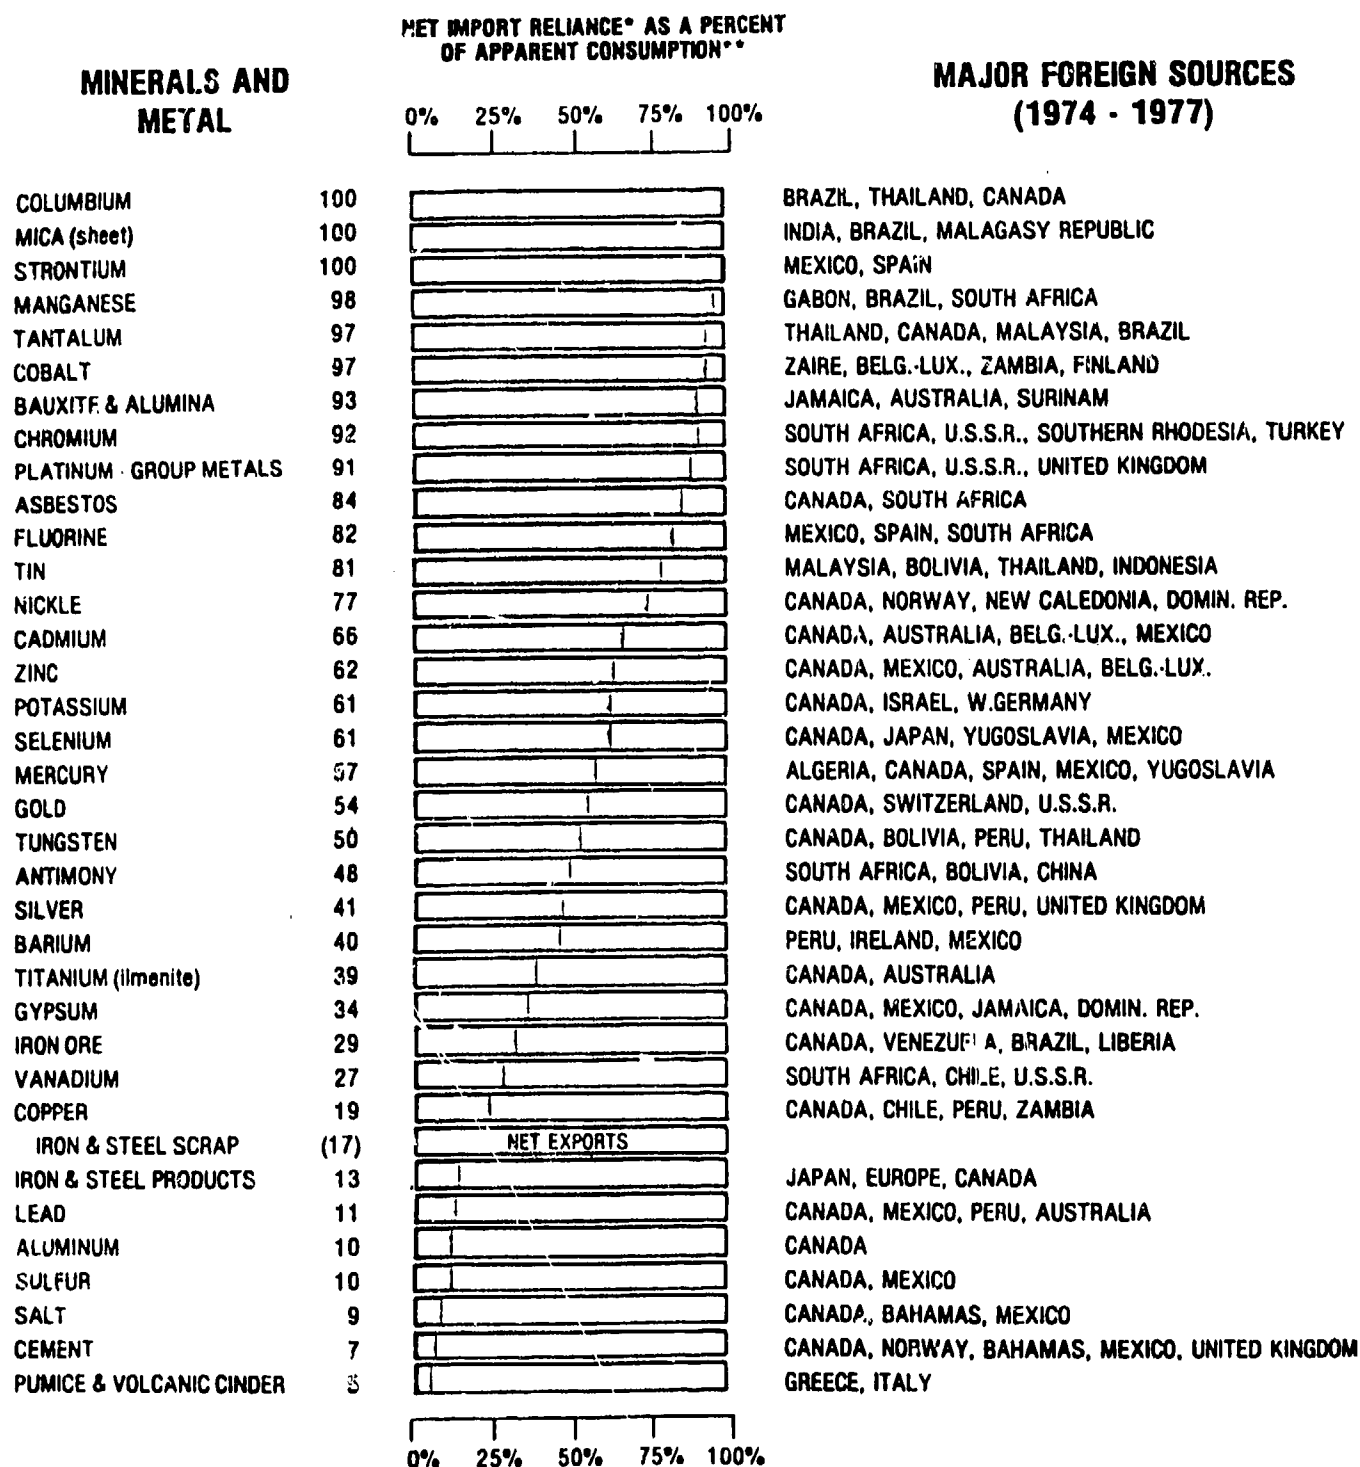 NET IMPORT RELIANCE* AS A PERCENT
OF APPARENT CONSUMPTION**
MINERALS AND
METAL
MAJOR FOREIGN SOURCES
(1974 - 1977)
0% 25% 50% 75% 100%
COLUMBIUM 100 BRAZIL, THAILAND, CANADA
MICA (sheet) 100 INDIA, BRAZIL, MALAGASY REPUBLIC
STRONTIUM 100 MEXICO, SPAIN
MANGANESE 98 GABON, BRAZIL, SOUTH AFRICA
TANTALUM 97 THAILAND, CANADA, MALAYSIA, BRAZIL
COBALT 97 ZAIRE, BELG.-LUX., ZAMBIA, FINLAND
BAUXITE & ALUMINA 93 JAMAICA, AUSTRALIA, SURINAM
CHROMIUM 92 SOUTH AFRICA, U.S.S.R., SOUTHERN RHODESIA, TURKEY
PLATINUM - GROUP METALS 91 SOUTH AFRICA, U.S.S.R., UNITED KINGDOM
ASBESTOS 84 CANADA, SOUTH AFRICA
FLUORINE 82 MEXICO, SPAIN, SOUTH AFRICA
TIN 81 MALAYSIA, BOLIVIA, THAILAND, INDONESIA
NICKLE 77 CANADA, NORWAY, NEW CALEDONIA, DOMIN. REP.
CADMIUM 66 CANADA, AUSTRALIA, BELG.-LUX., MEXICO
ZINC 62 CANADA, MEXICO, AUSTRALIA, BELG.-LUX.
POTASSIUM 61 CANADA, ISRAEL, W.GERMANY
SELENIUM 61 CANADA, JAPAN, YUGOSLAVIA, MEXICO
MERCURY 57 ALGERIA, CANADA, SPAIN, MEXICO, YUGOSLAVIA
GOLD 54 CANADA, SWITZERLAND, U.S.S.R.
TUNGSTEN 50 CANADA, BOLIVIA, PERU, THAILAND
ANTIMONY 48 SOUTH AFRICA, BOLIVIA, CHINA
SILVER 41 CANADA, MEXICO, PERU, UNITED KINGDOM
BARIUM 40 PERU, IRELAND, MEXICO
TITANIUM (ilmenite) 39 CANADA, AUSTRALIA
GYPSUM 34 CANADA, MEXICO, JAMAICA, DOMIN. REP.
IRON ORE 29 CANADA, VENEZUELA, BRAZIL, LIBERIA
VANADIUM 27 SOUTH AFRICA, CHILE, U.S.S.R.
COPPER 19 CANADA, CHILE, PERU, ZAMBIA
IRON & STEEL SCRAP (17) NET EXPORTS
IRON & STEEL PRODUCTS 13 JAPAN, EUROPE, CANADA
LEAD 11 CANADA, MEXICO, PERU, AUSTRALIA
ALUMINUM 10 CANADA
SULFUR 10 CANADA, MEXICO
SALT 9 CANADA, BAHAMAS, MEXICO
CEMENT 7 CANADA, NORWAY, BAHAMAS, MEXICO, UNITED KINGDOM
PUMICE & VOLCANIC CINDER GREECE, ITALY
0% 25% 50% 75% 100%